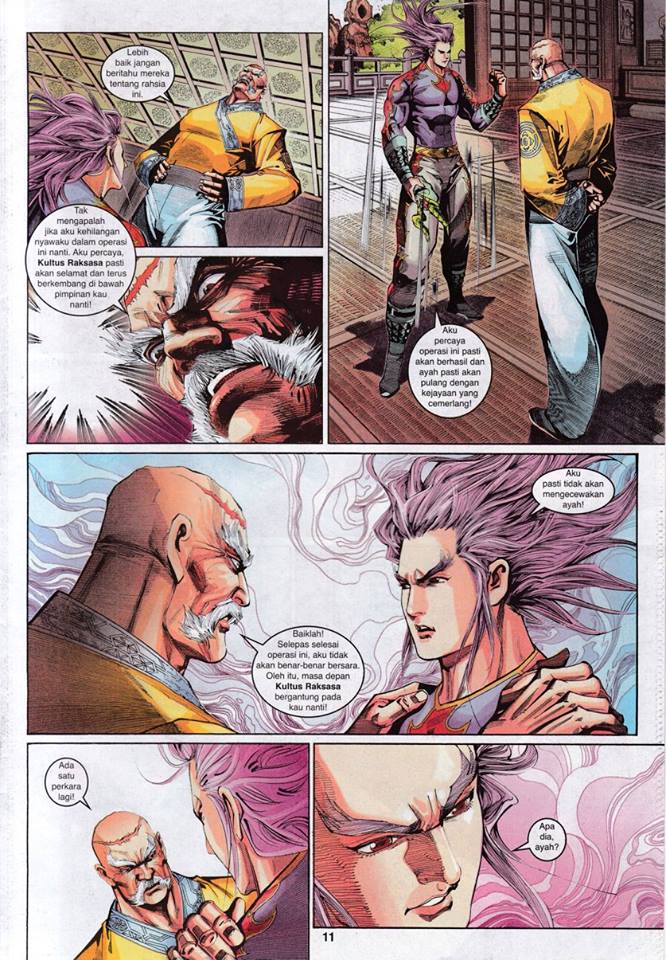 Lebih
baik jangan
beritahu mereka
tentang rahsia
ini.
Tak
mengapalah
jika aku kehilangan
nyawaku dalam operasi
ini nanti. Aku percaya,
Kultus Raksasa pasti
akan selamat dan terus
berkembang di bawah
pimpinan kau
nanti!
Aku
percaya
operasi ini pasti
akan berhasil dan
ayah pasti akan
pulang dengan
kejayaan yang
cemerlang!
Aku
pasti tidak akan
mengecewakan
ayah!
Baiklah!
Selepas selesai
operasi ini, aku tidak
akan benar-benar bersara.
Oleh itu, masa depan
Kultus Raksasa
bergantung pada
kau nanti!
Ada
satu
perkara
lagi!
Apa
dia,
ayah?
11